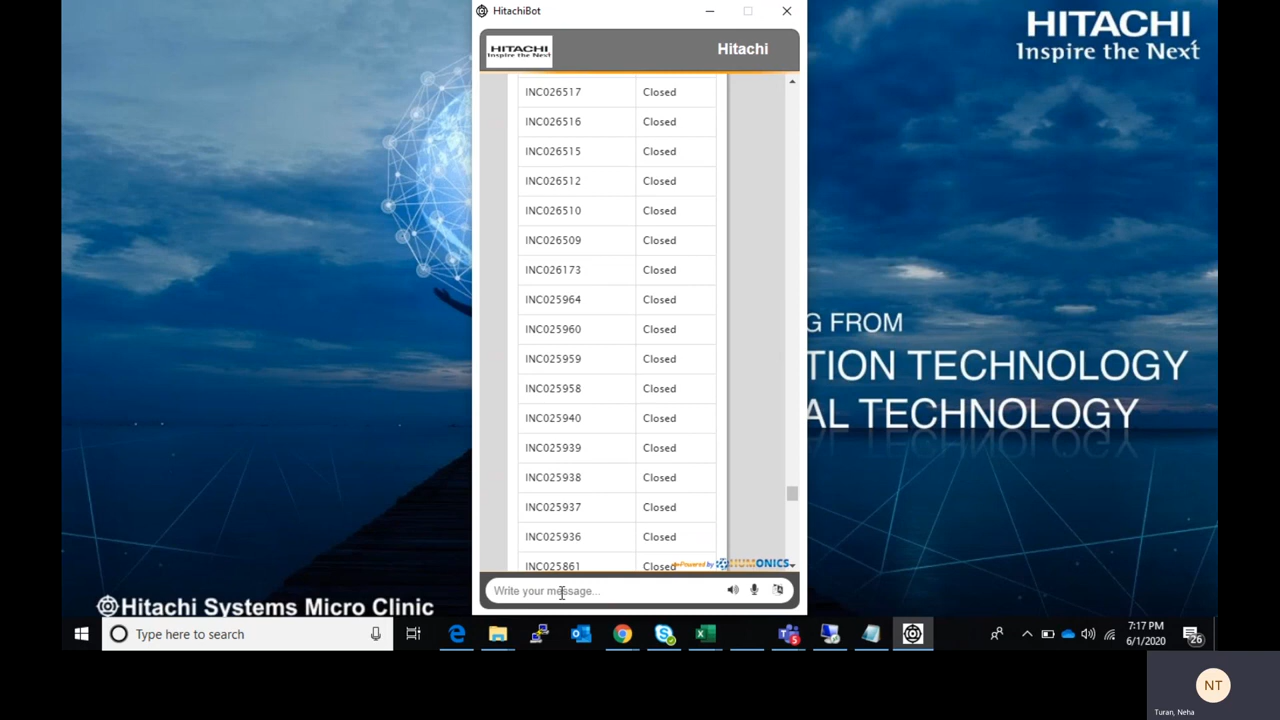 HitachiBot
HITACHI
Inspire the Next
Hitachi
HITACHI
Inspire the Next
INC026517 Closed
INC026516 Closed
INC026515 Closed
INC026512 Closed
INC026510 Closed
INC026509 Closed
INC026173 Closed
INC025964 Closed
INC025960 Closed
INC025959 Closed
INC025958 Closed
INC025940 Closed
INC025939 Closed
INC025938 Closed
INC025937 Closed
INC025936 Closed
INC025861 Closed
G FROM
TION TECHNOLOGY
AL TECHNOLOGY
Powered by HUMONICS
Write your message...
Hitachi Systems Micro Clinic
Type here to search
5
7:17 PM
6/1/2020
26
NT
Turan, Neha